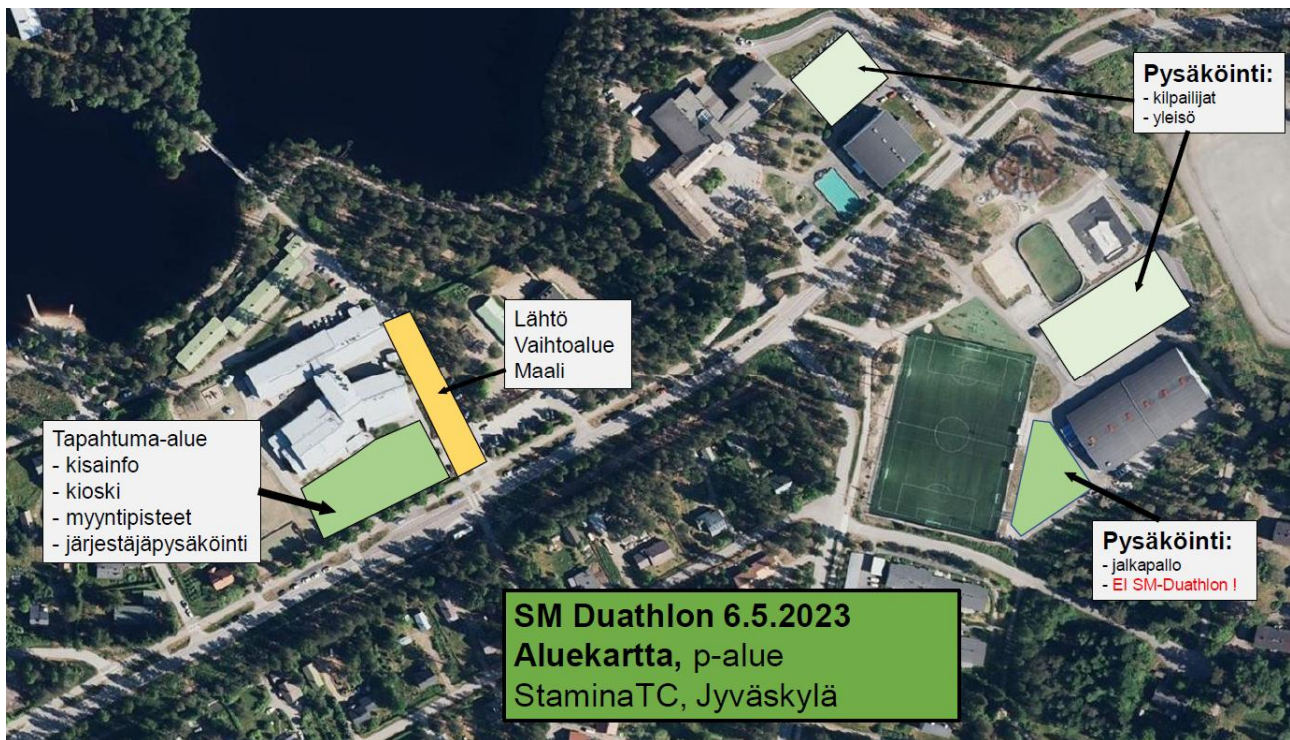 Pysäköinti:
- kilpailijat
- yleisö
Lähtö
Vaihtoalue
Maali
Tapahtuma-alue
- kisainfo
- kioski
- myyntipisteet
- järjestäjäpysäköinti
Pysäköinti:
- jalkapallo
- EI SM-Duathlon !
SM Duathlon 6.5.2023
Aluekartta, p-alue
StaminaTC, Jyväskylä